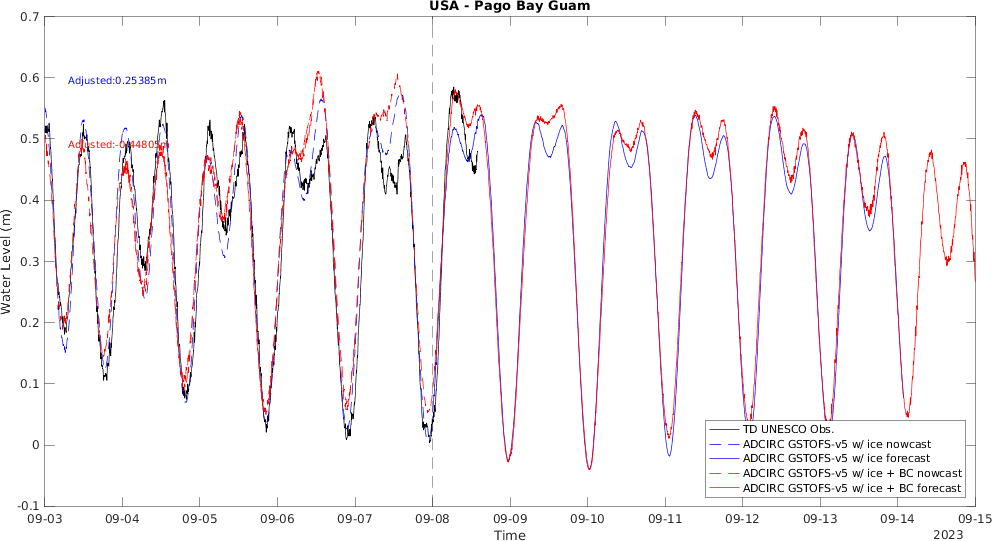 USA - Pago Bay Guam
0.7
0.6
0.5
0.4
0.3
0.2
0.1
0
-0.1
Water Level (m)
Adjusted:0.25385m
Adjusted:-0.44805m
TD UNESCO Obs.
ADCIRC GSTOFS-v5 w/ ice nowcast
ADCIRC GSTOFS-v5 w/ ice forecast
ADCIRC GSTOFS-v5 w/ ice + BC nowcast
ADCIRC GSTOFS-v5 w/ ice + BC forecast
09-03 09-04 09-05 09-06 09-07 09-08 09-09 09-10 09-11 09-12 09-13 09-14 09-15
Time
2023